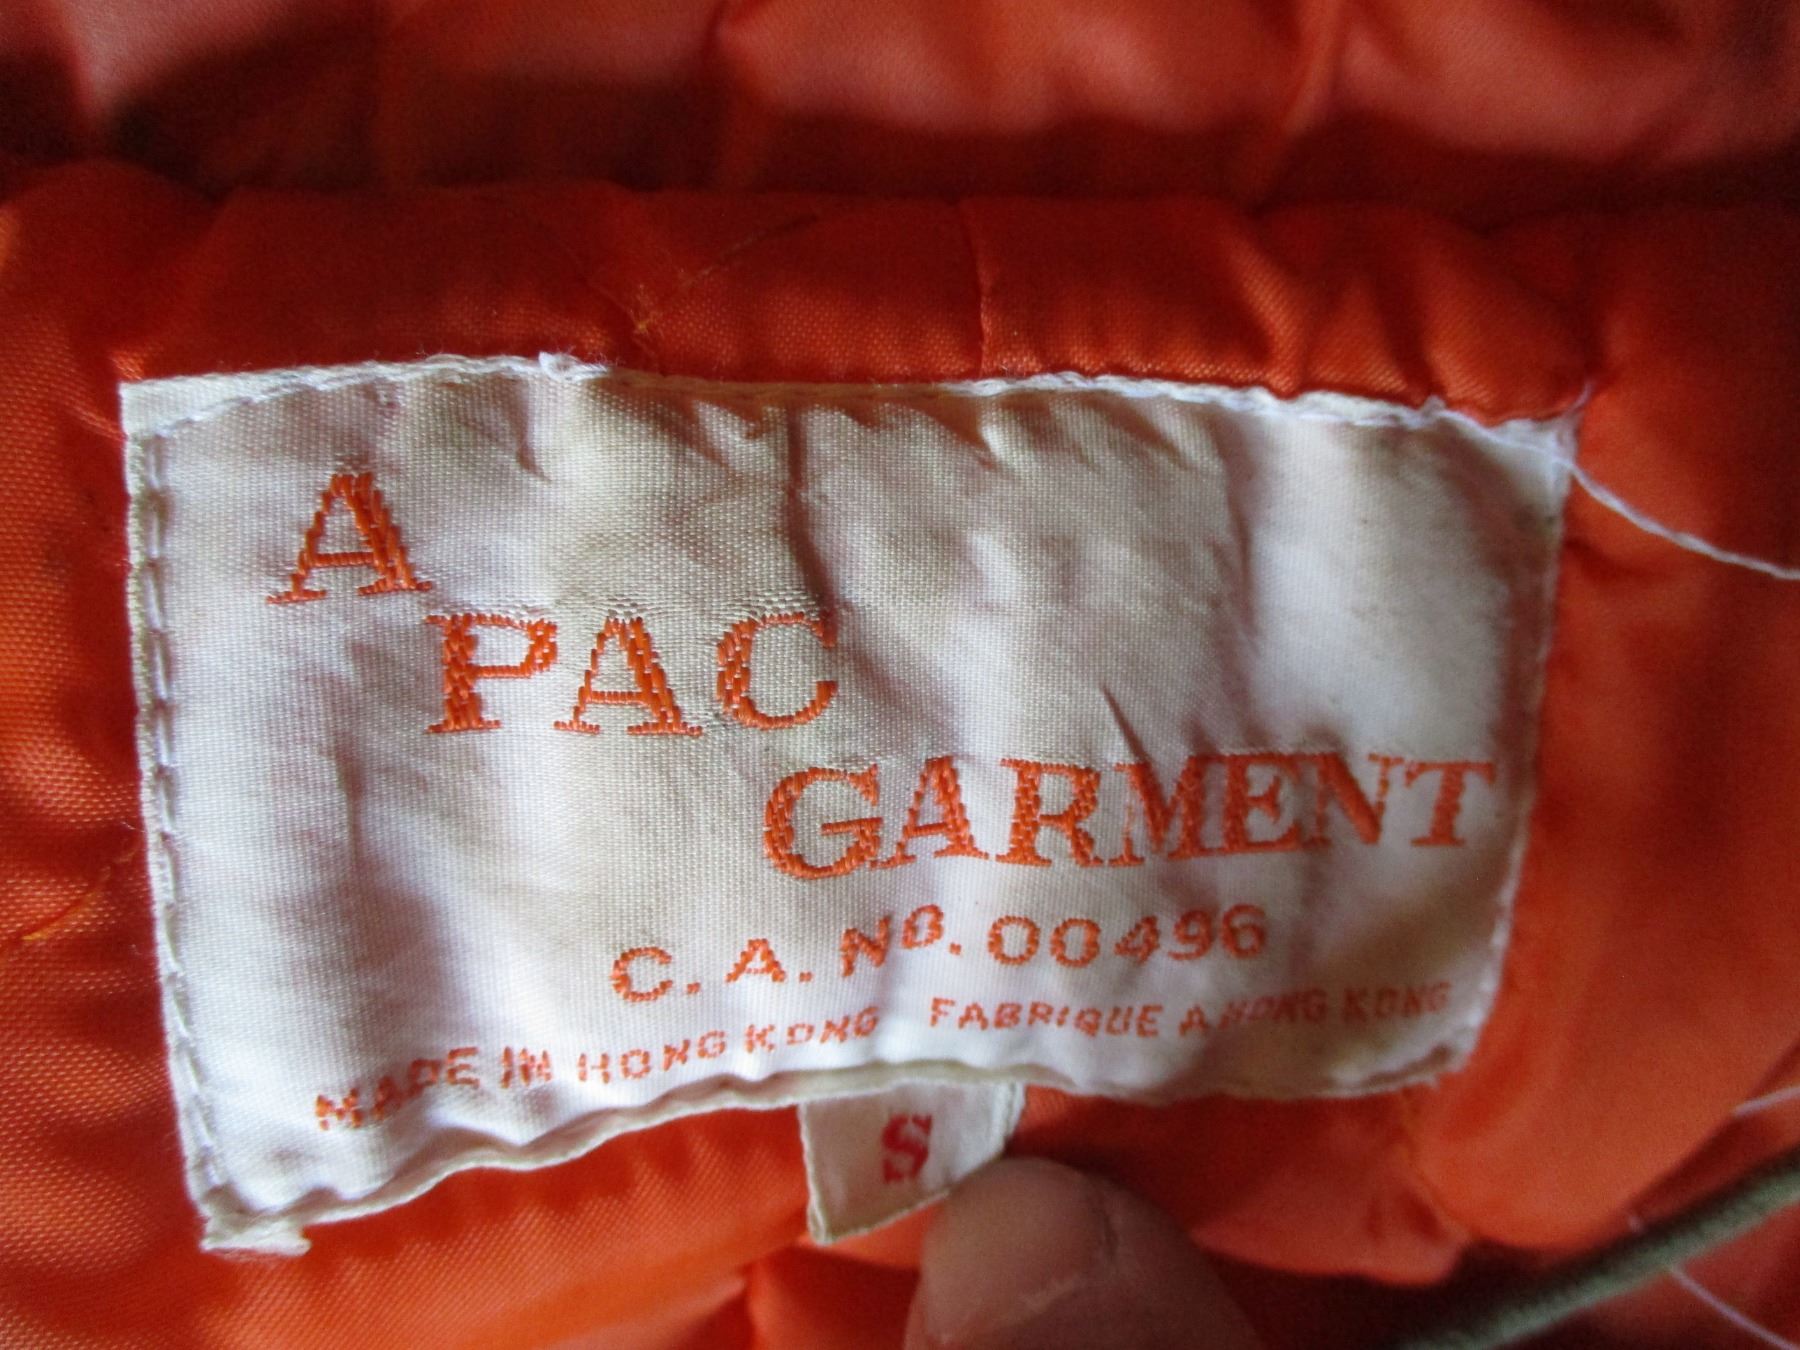 A
PAC
GARMENT
C. A. No. 00496
MADE IN HONG KONG FABRIQUE A HONG KONG
S